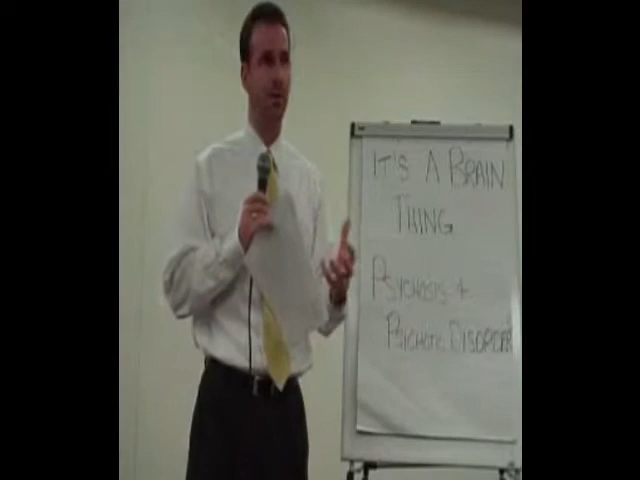 IT'S A BRAIN
THING
PSYCHOSIS +
PSYCHOTIC DISORDER